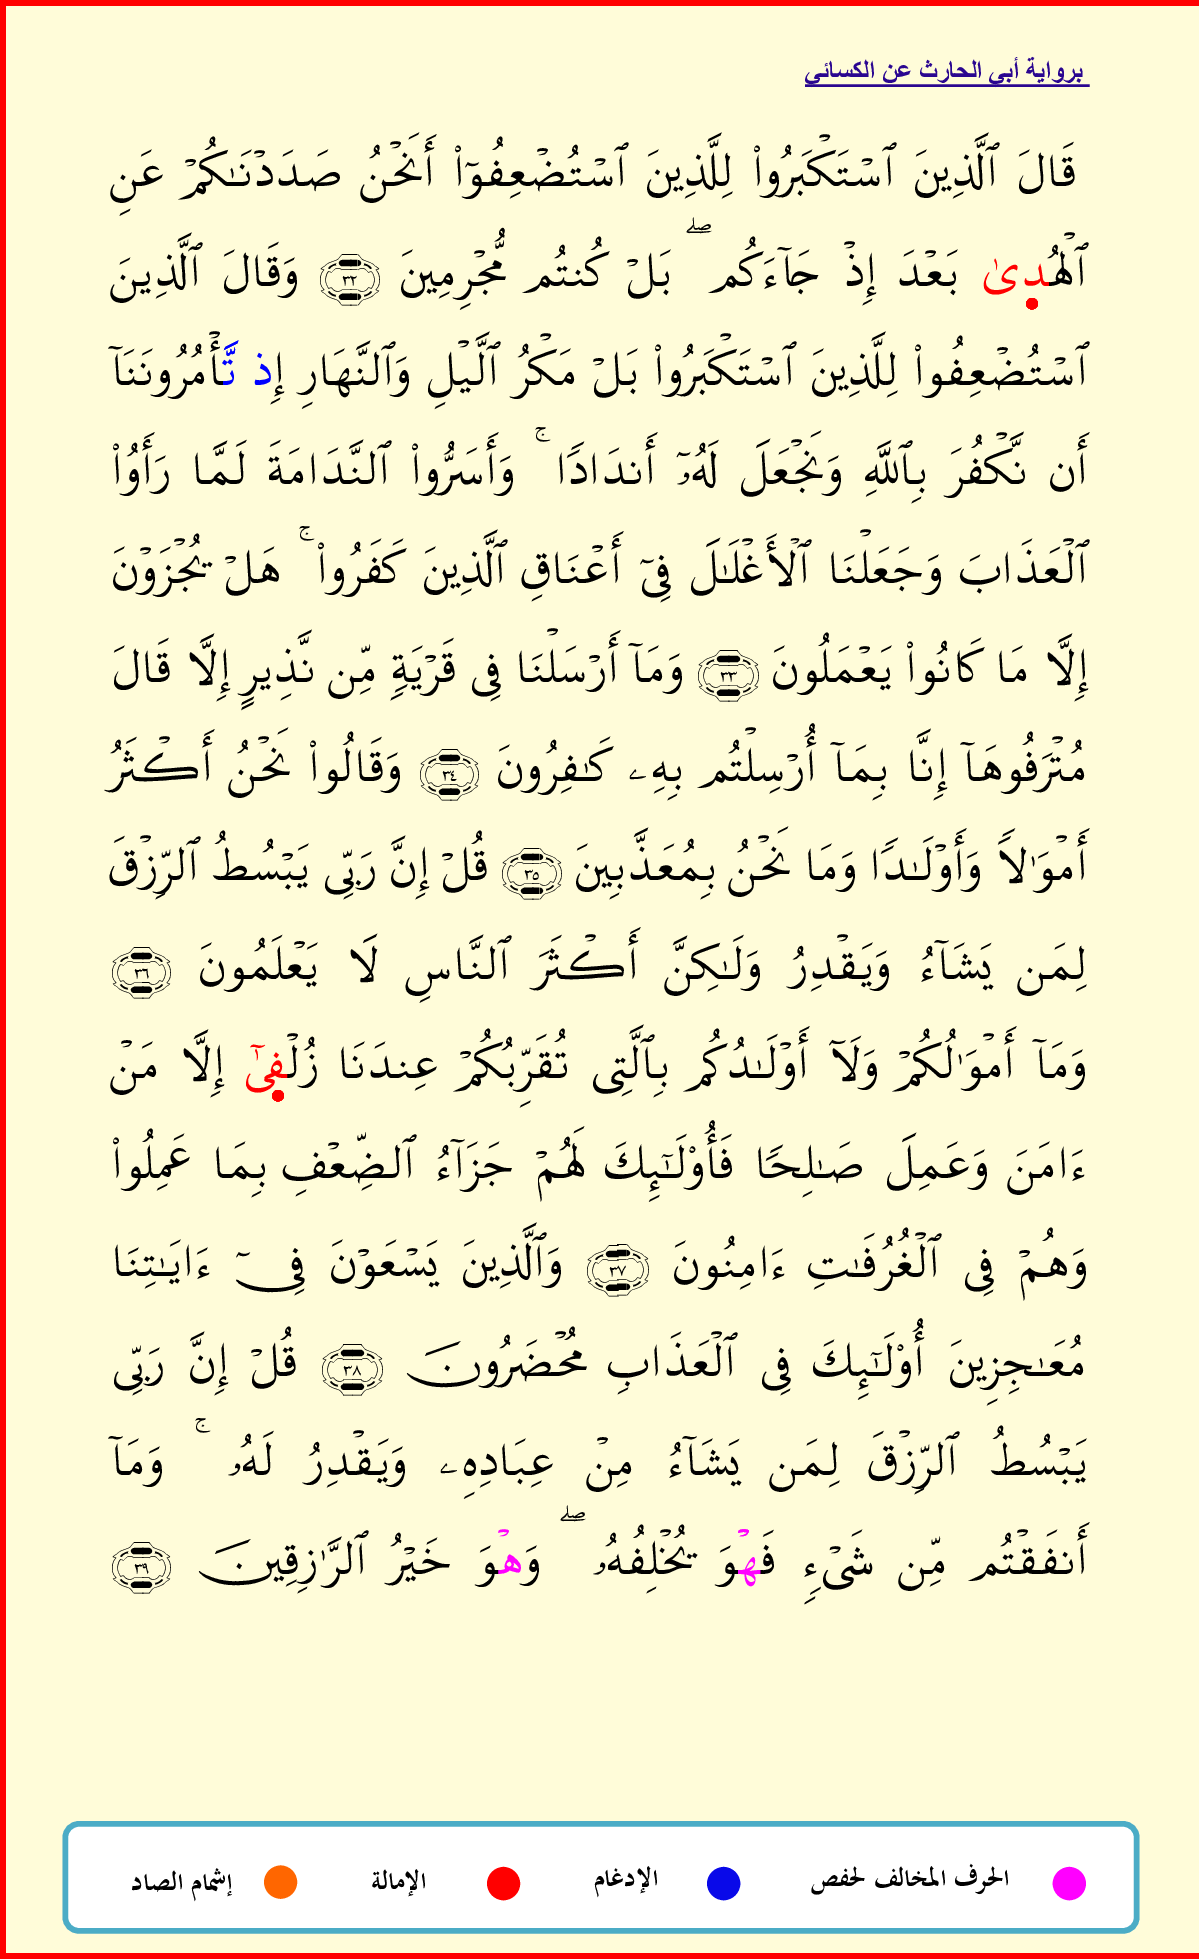 برواية أبي الحارث عن الكسائي
قَالَ ٱلَّذِينَ ٱسۡتَكۡبَرُواْ لِلَّذِينَ ٱسۡتُضۡعِفُوٓاْ أَنَحۡنُ صَدَدۡنَٰكُمۡ عَنِ
ٱلۡهُدِىٰ بَعۡدَ إِذۡ جَآءَكُم ۖ بَلۡ كُنتُم مُّجۡرِمِينَ ٣٢ وَقَالَ ٱلَّذِينَ
ٱسۡتُضۡعِفُواْ لِلَّذِينَ ٱسۡتَكۡبَرُواْ بَلۡ مَكۡرُ ٱلَّيۡلِ وَٱلنَّهَارِ إِذ تَّأۡمُرُونَنَآ
أَن نَّكۡفُرَ بِٱللَّهِ وَنَجۡعَلَ لَهُۥٓ أَندَادًا ۚ وَأَسَرُّواْ ٱلنَّدَامَةَ لَمَّا رَأَوُاْ
ٱلۡعَذَابَ وَجَعَلۡنَا ٱلۡأَغۡلَٰلَ فِىٓ أَعۡنَاقِ ٱلَّذِينَ كَفَرُواْ ۚ هَلۡ يُجۡزَوۡنَ
إِلَّا مَا كَانُواْ يَعۡمَلُونَ ٣٣ وَمَآ أَرۡسَلۡنَا فِى قَرۡيَةٖ مِّن نَّذِيرٍ إِلَّا قَالَ
مُتۡرَفُوهَآ إِنَّا بِمَآ أُرۡسِلۡتُم بِهِۦ كَٰفِرُونَ ٣٤ وَقَالُواْ نَحۡنُ أَكۡثَرُ
أَمۡوَٰلٗا وَأَوۡلَٰدٗا وَمَا نَحۡنُ بِمُعَذَّبِينَ ٣٥ قُلۡ إِنَّ رَبِّى يَبۡسُطُ ٱلرِّزۡقَ
لِمَن يَشَآءُ وَيَقۡدِرُ وَلَٰكِنَّ أَكۡثَرَ ٱلنَّاسِ لَا يَعۡلَمُونَ ٣٦
وَمَآ أَمۡوَٰلُكُمۡ وَلَآ أَوۡلَٰدُكُم بِٱلَّتِى تُقَرِّبُكُمۡ عِندَنَا زُلۡفِىٰٓ إِلَّا مَنۡ
ءَامَنَ وَعَمِلَ صَٰلِحٗا فَأُوْلَٰٓئِكَ لَهُمۡ جَزَآءُ ٱلضِّعۡفِ بِمَا عَمِلُواْ
وَهُمۡ فِى ٱلۡغُرُفَٰتِ ءَامِنُونَ ٣٧ وَٱلَّذِينَ يَسۡعَوۡنَ فِىٓ ءَايَٰتِنَا
مُعَٰجِزِينَ أُوْلَٰٓئِكَ فِى ٱلۡعَذَابِ مُحۡضَرُونَ ٣٨ قُلۡ إِنَّ رَبِّى
يَبۡسُطُ ٱلرِّزۡقَ لِمَن يَشَآءُ مِنۡ عِبَادِهِۦ وَيَقۡدِرُ لَهُۥ ۚ وَمَآ
أَنفَقۡتُم مِّن شَىۡءٖ فَهۡوَ يُخۡلِفُهُۥ ۖ وَهۡوَ خَيۡرُ ٱلرَّٰزِقِينَ ٣٩
الحرف المخالف لحفص الإدغام الإمالة إشمام الصاد